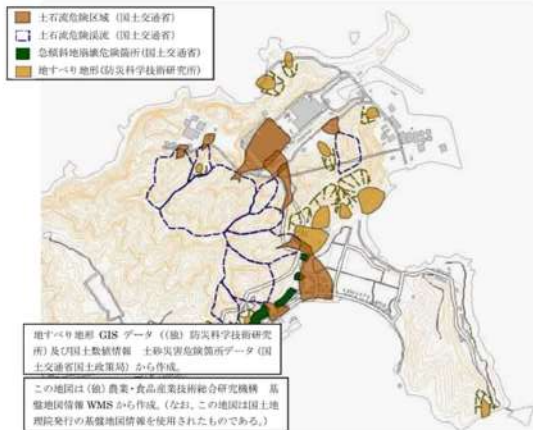 土石流危険区域（国土交通省）
土石流危険渓流（国土交通省）
急傾斜地崩壊危険箇所（国土交通省）
地すべり地形（防災科学技術研究所）
地すべり地形 GIS データ（（独）防災科学技術研究
所）及び国土数値情報　土砂災害危険箇所データ（国
土交通省国土政策局）から作成。
この地図は（独）農業・食品産業技術総合研究機構　基
盤地図情報 WMS から作成。（なお、この地図は国土地
理院発行の基盤地図情報を使用されたものである。）